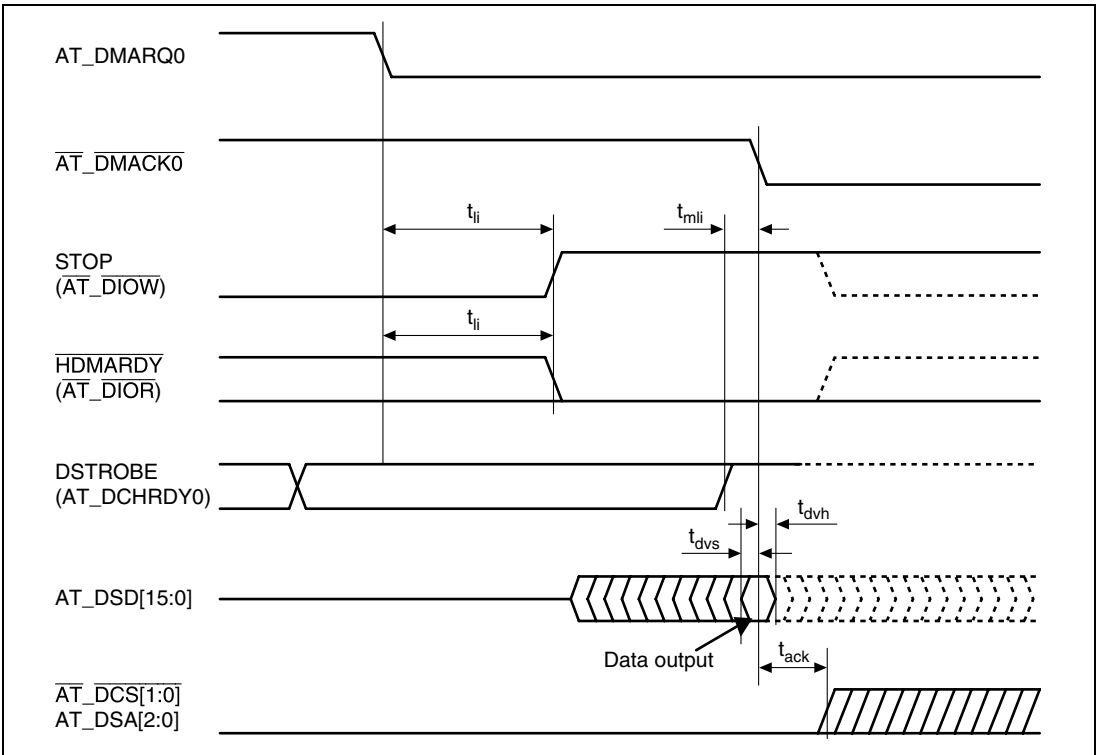 AT_DMARQ0
AT_DMACK0
t_li
t_mli
STOP
(AT_DIOW)
t_li
HDMARDY
(AT_DIOR)
DSTROBE
(AT_DCHRDY0)
t_dvh
t_dvs
AT_DSD[15:0]
Data output
t_ack
AT_DCS[1:0]
AT_DSA[2:0]